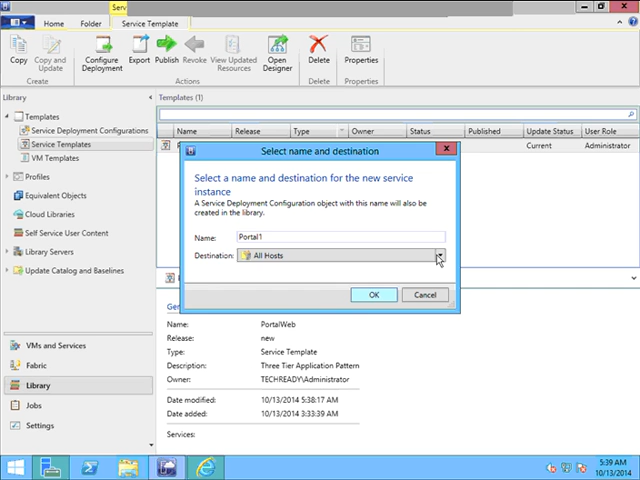 Serv
Home
Folder
Service Template
Copy
Copy and Update
Configure Deployment
Export
Publish
Revoke
View Updated Resources
Open Designer
Delete
Properties
Create
Actions
Delete
Properties
Library
Templates
Service Deployment Configurations
Service Templates
VM Templates
Profiles
Equivalent Objects
Cloud Libraries
Self Service User Content
Library Servers
Update Catalog and Baselines
VMs and Services
Fabric
Library
Jobs
Settings
Templates (1)
Name
Release
Type
Owner
Status
Published
Update Status
User Role
Current
Administrator
Select name and destination
Select a name and destination for the new service
instance
A Service Deployment Configuration object with this name will also be
created in the library.
Name: Portal1
Destination: All Hosts
OK
Cancel
Name: PortalWeb
Release: new
Type: Service Template
Description: Three Tier Application Pattern
Owner: TECHREADY\Administrator
Date modified: 10/13/2014 5:38:17 AM
Date added: 10/13/2014 3:33:39 AM
Services:
5:39 AM
10/13/2014